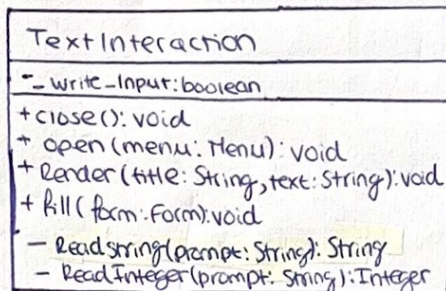 TextInteraction
- _write_Input: boolean
+ close(): void
+ open (menu: Menu): void
+ Render (title: String, text: String): void
+ fill( form: Form): void
- ReadString(prompt: String): String
- ReadInteger(prompt: String): Integer